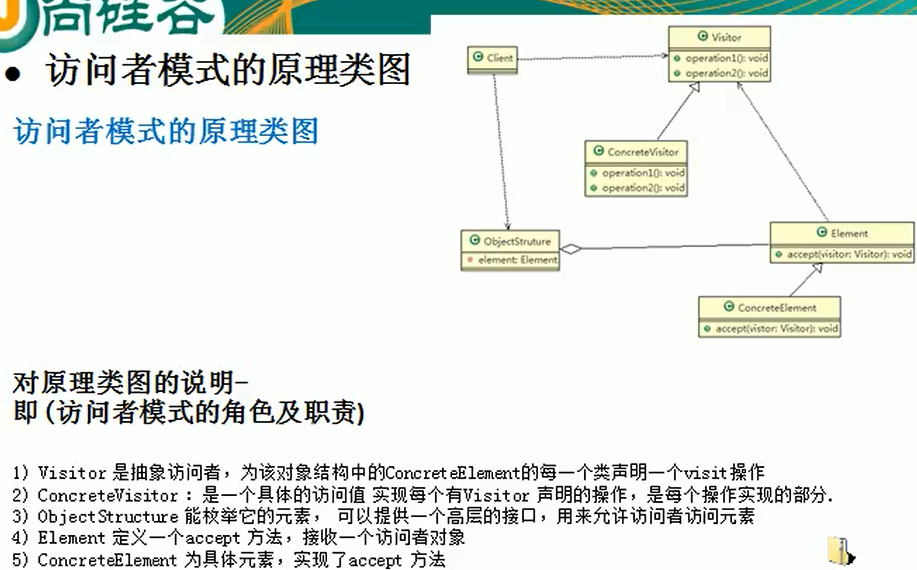 尚硅谷
● 访问者模式的原理类图
访问者模式的原理类图
Client
Visitor
operation1(): void
operation2(): void
ConcreteVisitor
operation1(): void
operation2(): void
ObjectStruture
element: Element
Element
accept(visitor: Visitor): void
ConcreteElement
accept(vistor: Visitor): void
对原理类图的说明-
即(访问者模式的角色及职责)
1) Visitor 是抽象访问者，为该对象结构中的ConcreteElement的每一个类声明一个visit操作
2) ConcreteVisitor ：是一个具体的访问值 实现每个有Visitor 声明的操作，是每个操作实现的部分.
3) ObjectStructure 能枚举它的元素， 可以提供一个高层的接口，用来允许访问者访问元素
4) Element 定义一个accept 方法，接收一个访问者对象
5) ConcreteElement 为具体元素，实现了accept 方法